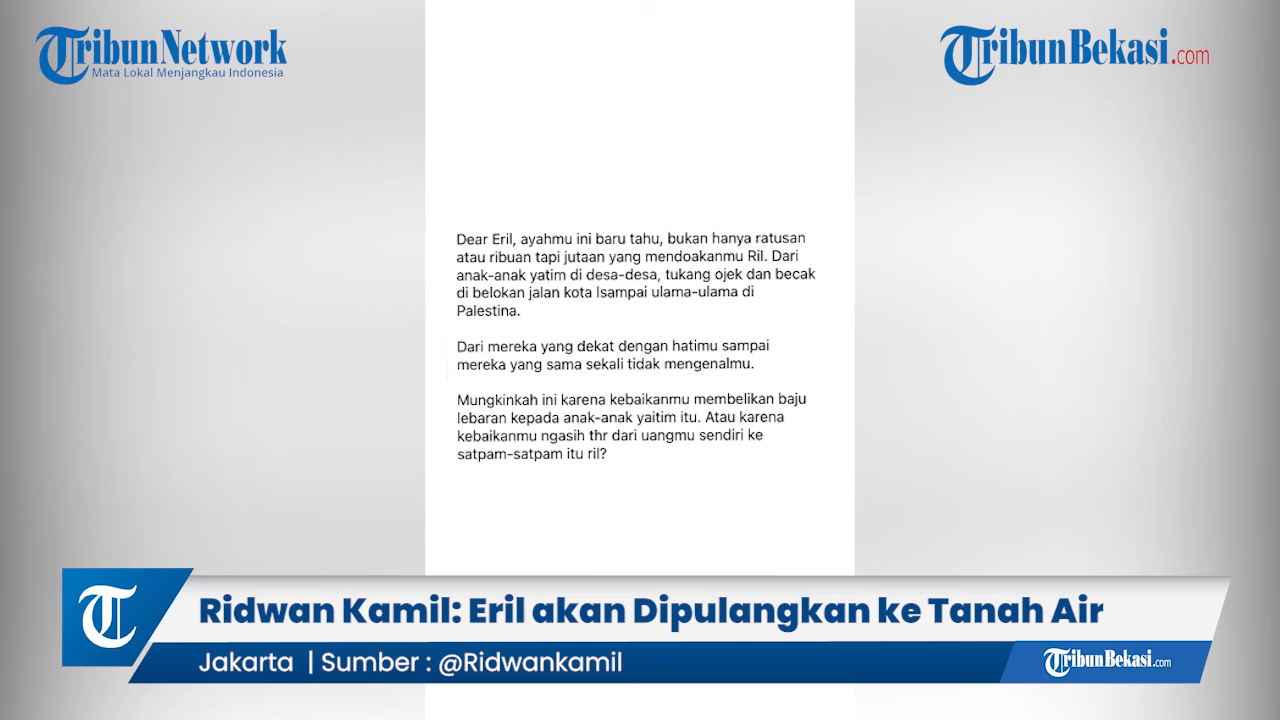 TribunNetwork
Mata Lokal Menjangkau Indonesia
TribunBekasi.com
Dear Eril, ayahmu ini baru tahu, bukan hanya ratusan
atau ribuan tapi jutaan yang mendoakanmu Ril. Dari
anak-anak yatim di desa-desa, tukang ojek dan becak
di belokan jalan kota lsampai ulama-ulama di
Palestina.
Dari mereka yang dekat dengan hatimu sampai
mereka yang sama sekali tidak mengenalmu.
Mungkinkah ini karena kebaikanmu membelikan baju
lebaran kepada anak-anak yaitim itu. Atau karena
kebaikanmu ngasih thr dari uangmu sendiri ke
satpam-satpam itu ril?
T
Ridwan Kamil: Eril akan Dipulangkan ke Tanah Air
Jakarta | Sumber : @Ridwankamil
TribunBekasi.com